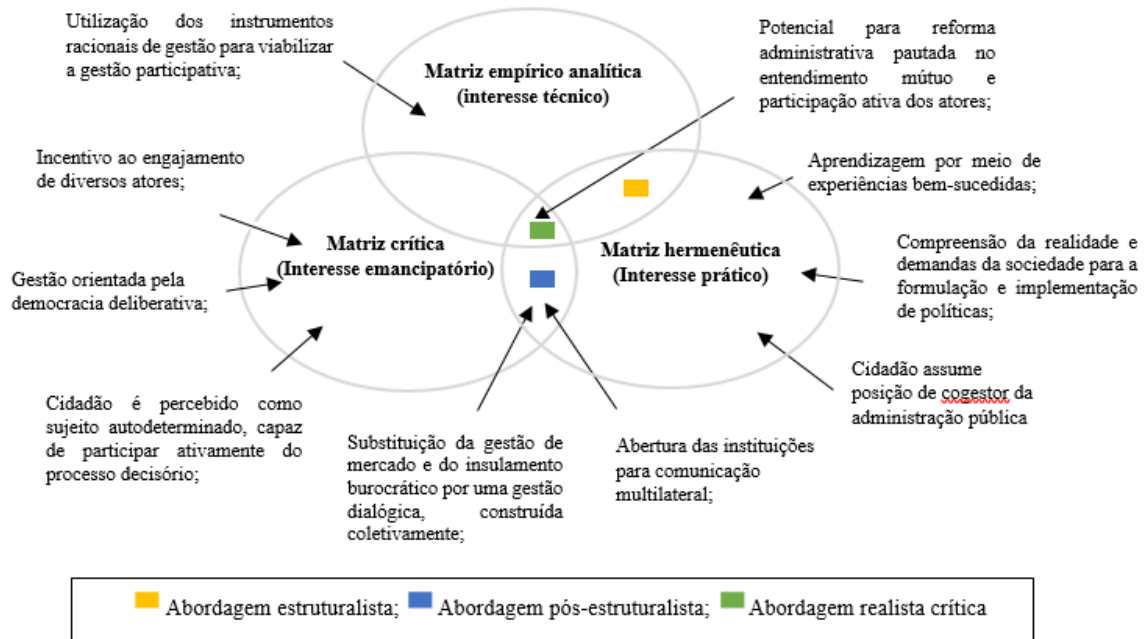 Utilização dos instrumentos
racionais de gestão para viabilizar
a gestão participativa;
Matriz empírico analítica
(interesse técnico)
Potencial para reforma
administrativa pautada no
entendimento mútuo e
participação ativa dos atores;
Incentivo ao engajamento
de diversos atores;
Aprendizagem por meio de
experiências bem-sucedidas;
Matriz crítica
(Interesse emancipatório)
Matriz hermenêutica
(Interesse prático)
Compreensão da realidade e
demandas da sociedade para a
formulação e implementação
de políticas;
Gestão orientada pela
democracia deliberativa;
Cidadão assume
posição de cogestor da
administração pública
Cidadão é percebido como
sujeito autodeterminado, capaz
de participar ativamente do
processo decisório;
Substituição da gestão de
mercado e do insulamento
burocrático por uma gestão
dialógica, construída
coletivamente;
Abertura das instituições
para comunicação
multilateral;
Abordagem estruturalista; Abordagem pós-estruturalista; Abordagem realista crítica